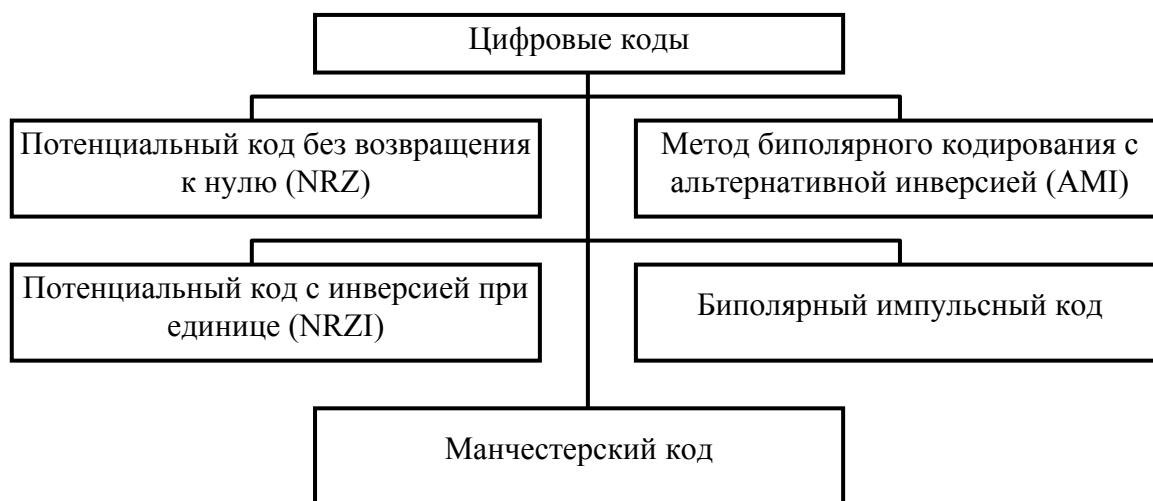 Цифровые коды
Потенциальный код без возвращения
к нулю (NRZ)
Метод биполярного кодирования с
альтернативной инверсией (AMI)
Потенциальный код с инверсией при
единице (NRZI)
Биполярный импульсный код
Манчестерский код